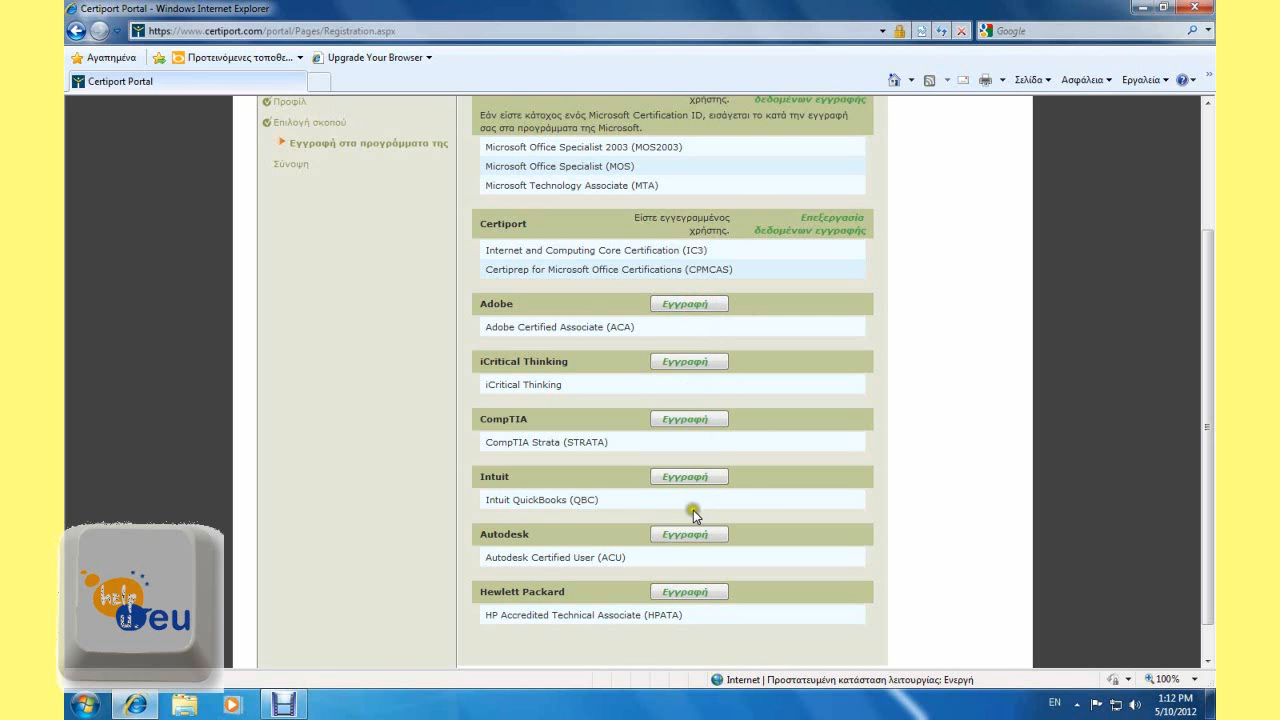 Certiport Portal - Windows Internet Explorer
https://www.certiport.com/portal/Pages/Registration.aspx
Google
Αγαπημένα
Προτεινόμενες τοποθε...
Upgrade Your Browser
Certiport Portal
Σελίδα
Ασφάλεια
Εργαλεία
»
Προφίλ
Επιλογή σκοπού
Εγγραφή στα προγράμματα της
Σύνοψη
χρήστης.
δεδομένων εγγραφής
Εάν είστε κάτοχος ενός Microsoft Certification ID, εισάγεται το κατά την εγγραφή
σας στα προγράμματα της Microsoft.
Microsoft Office Specialist 2003 (MOS2003)
Microsoft Office Specialist (MOS)
Microsoft Technology Associate (MTA)
Certiport
Είστε εγγεγραμμένος
χρήστης.
Επεξεργασία
δεδομένων εγγραφής
Internet and Computing Core Certification (IC3)
Certiprep for Microsoft Office Certifications (CPMCAS)
Adobe Εγγραφή
Adobe Certified Associate (ACA)
iCritical Thinking Εγγραφή
iCritical Thinking
CompTIA Εγγραφή
CompTIA Strata (STRATA)
Intuit Εγγραφή
Intuit QuickBooks (QBC)
Autodesk Εγγραφή
Autodesk Certified User (ACU)
Hewlett Packard Εγγραφή
HP Accredited Technical Associate (HPATA)
help
u.eu
Internet | Προστατευμένη κατάσταση λειτουργίας: Ενεργή
100%
EN
1:12 PM
5/10/2012